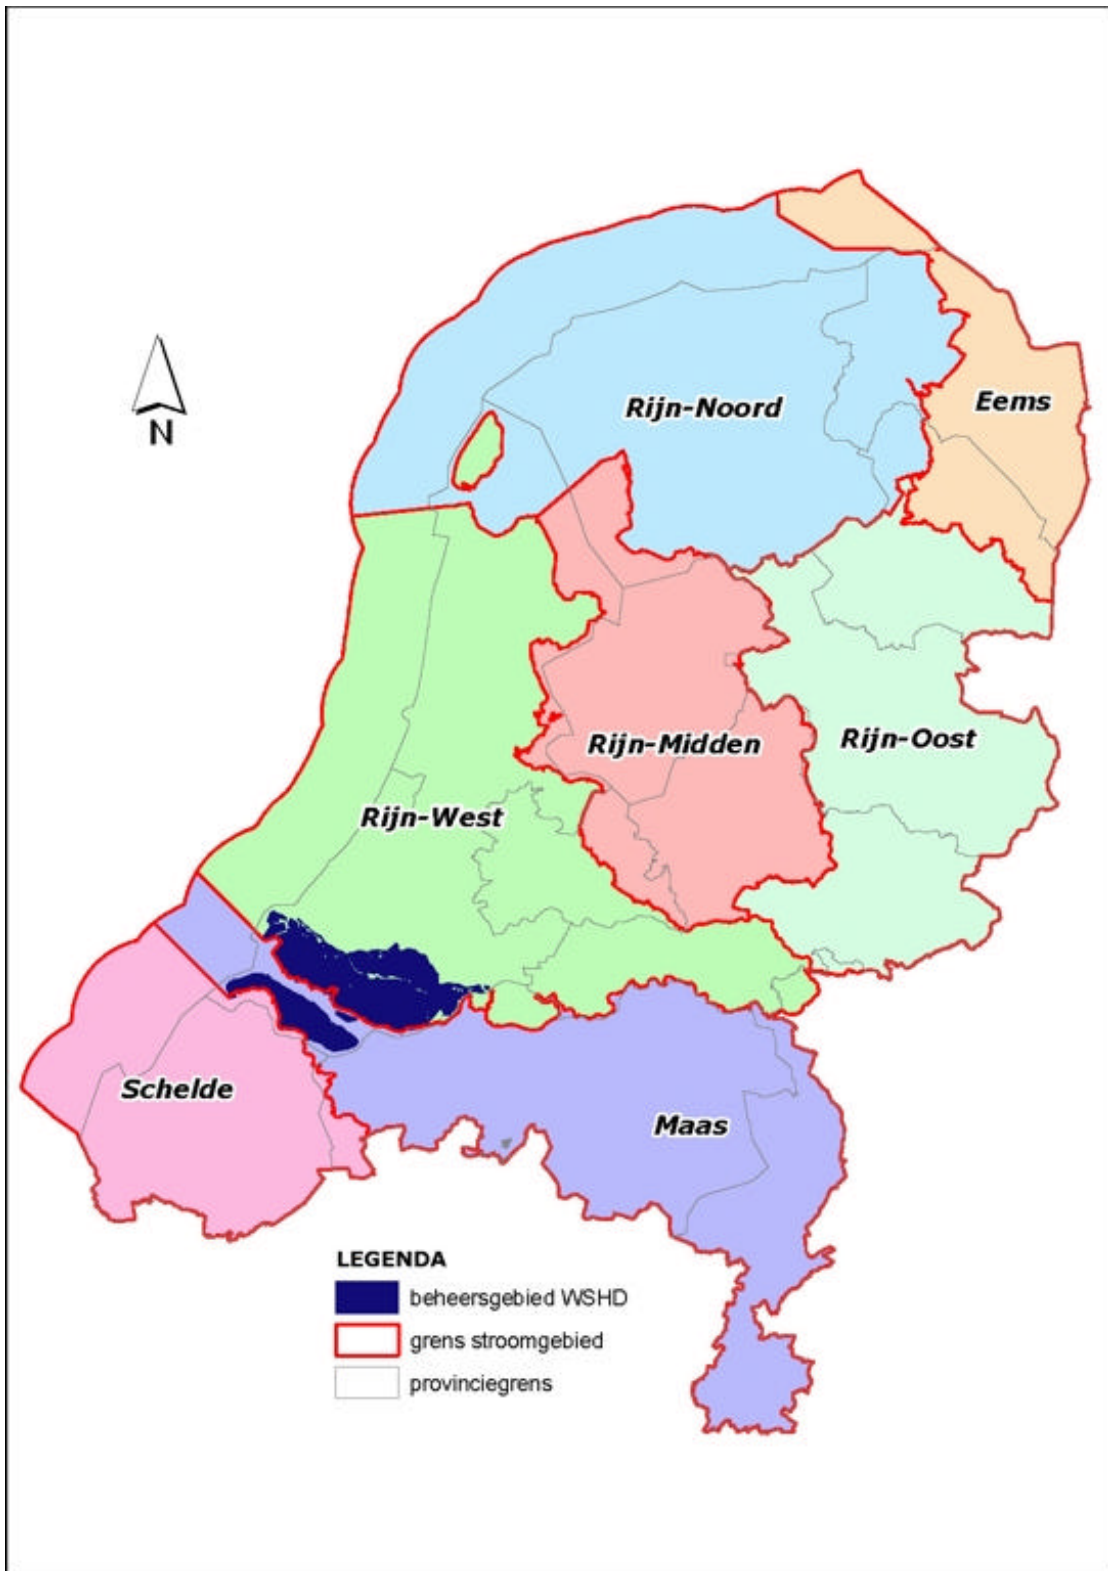 Rijn-Noord
Eems
N
Rijn-Midden
Rijn-Oost
Rijn-West
Schelde
Maas
LEGENDA
beheersgebied WSHD
grens stroomgebied
provinciegrens